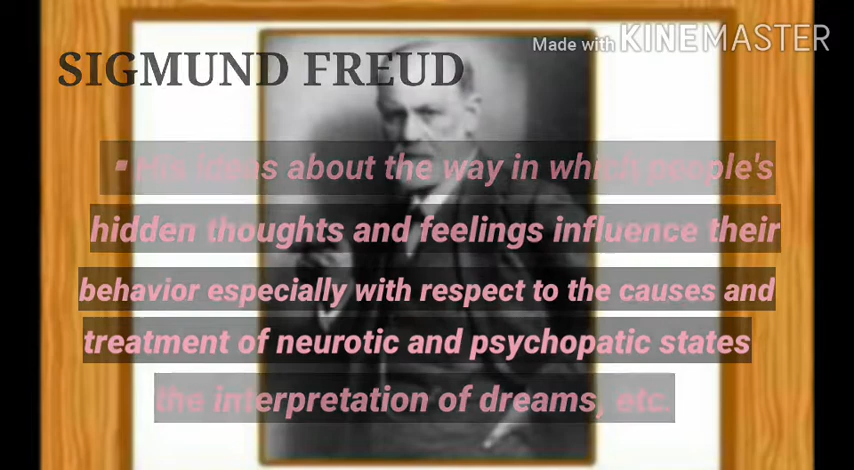 Made with KINEMASTER
SIGMUND FREUD
▪ His ideas about the way in which people's
hidden thoughts and feelings influence their
behavior especially with respect to the causes and
treatment of neurotic and psychopatic states
the interpretation of dreams, etc.